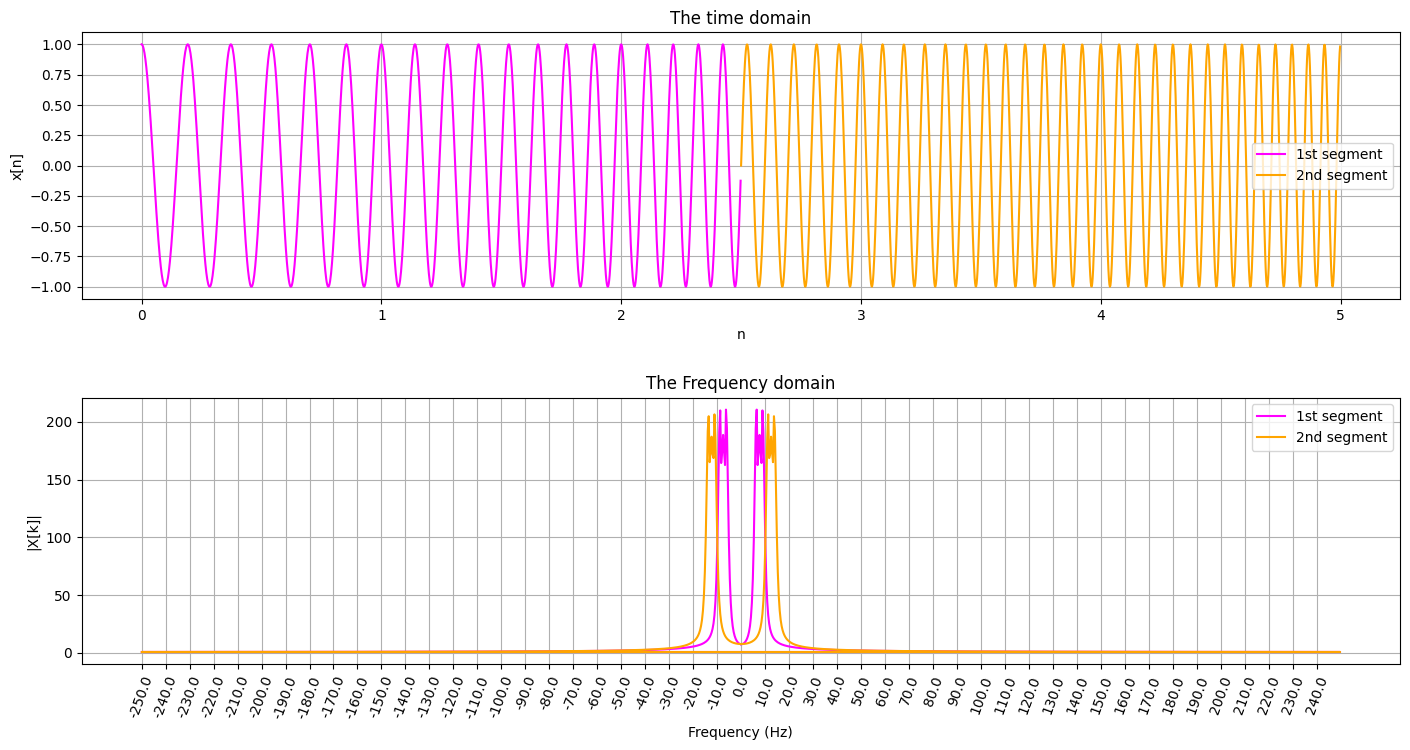 The time domain
1.00
0.75
0.50
0.25
0.00
−0.25
−0.50
−0.75
−1.00
x[n]
1st segment
2nd segment
0 1 2 3 4 5
n
The Frequency domain
200
150
100
50
0
|X[k]|
1st segment
2nd segment
-250.0 -240.0 -230.0 -220.0 -210.0 -200.0 -190.0 -180.0 -170.0 -160.0 -150.0 -140.0 -130.0 -120.0 -110.0 -100.0 -90.0 -80.0 -70.0 -60.0 -50.0 -40.0 -30.0 -20.0 -10.0 0.0 10.0 20.0 30.0 40.0 50.0 60.0 70.0 80.0 90.0 100.0 110.0 120.0 130.0 140.0 150.0 160.0 170.0 180.0 190.0 200.0 210.0 220.0 230.0 240.0
Frequency (Hz)